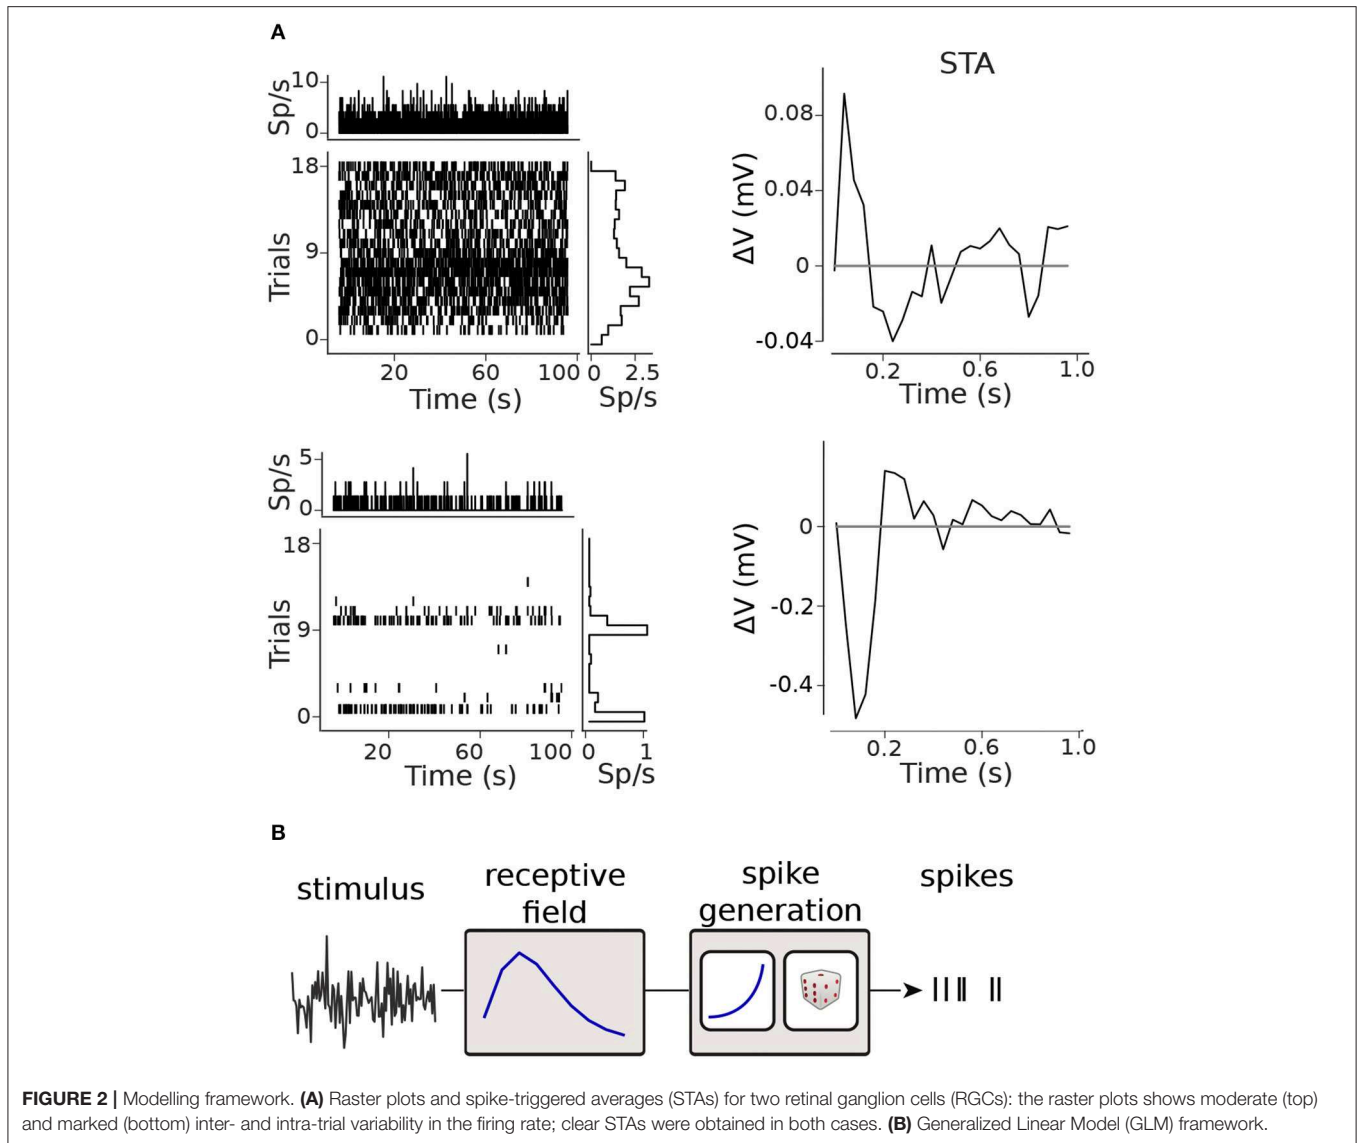 A
STA
Sp/s
10
0
Trials
18
9
0
20 60 100
Time (s)
0 2.5
Sp/s
ΔV (mV)
0.08
0.04
0
-0.04
0.2 0.6 1.0
Time (s)
Sp/s
5
0
Trials
18
9
0
20 60 100
Time (s)
0 1
Sp/s
ΔV (mV)
0
-0.2
-0.4
0.2 0.6 1.0
Time (s)
B
stimulus
receptive
field
spike
generation
spikes
FIGURE 2 | Modelling framework. (A) Raster plots and spike-triggered averages (STAs) for two retinal ganglion cells (RGCs): the raster plots shows moderate (top)
and marked (bottom) inter- and intra-trial variability in the firing rate; clear STAs were obtained in both cases. (B) Generalized Linear Model (GLM) framework.